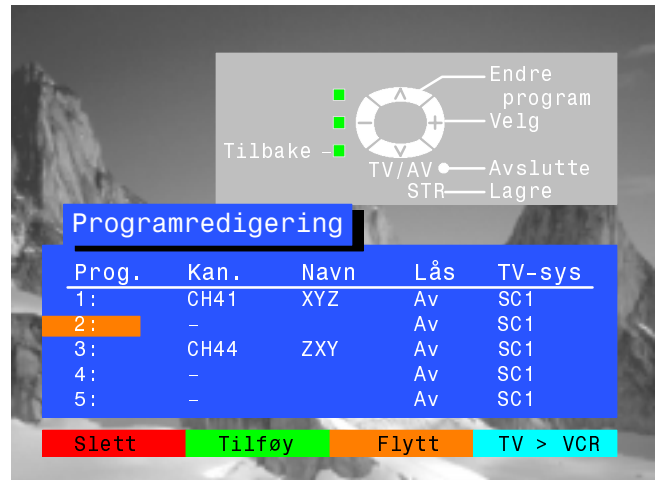 Endre
program
Velg
Tilbake –
TV/AV
Avslutte
STR
Lagre
Programredigering
Prog. Kan. Navn Lås TV–sys
1: CH41 XYZ Av SC1
2: – Av SC1
3: CH44 ZXY Av SC1
4: – Av SC1
5: – Av SC1
Slett Tilføy Flytt TV > VCR